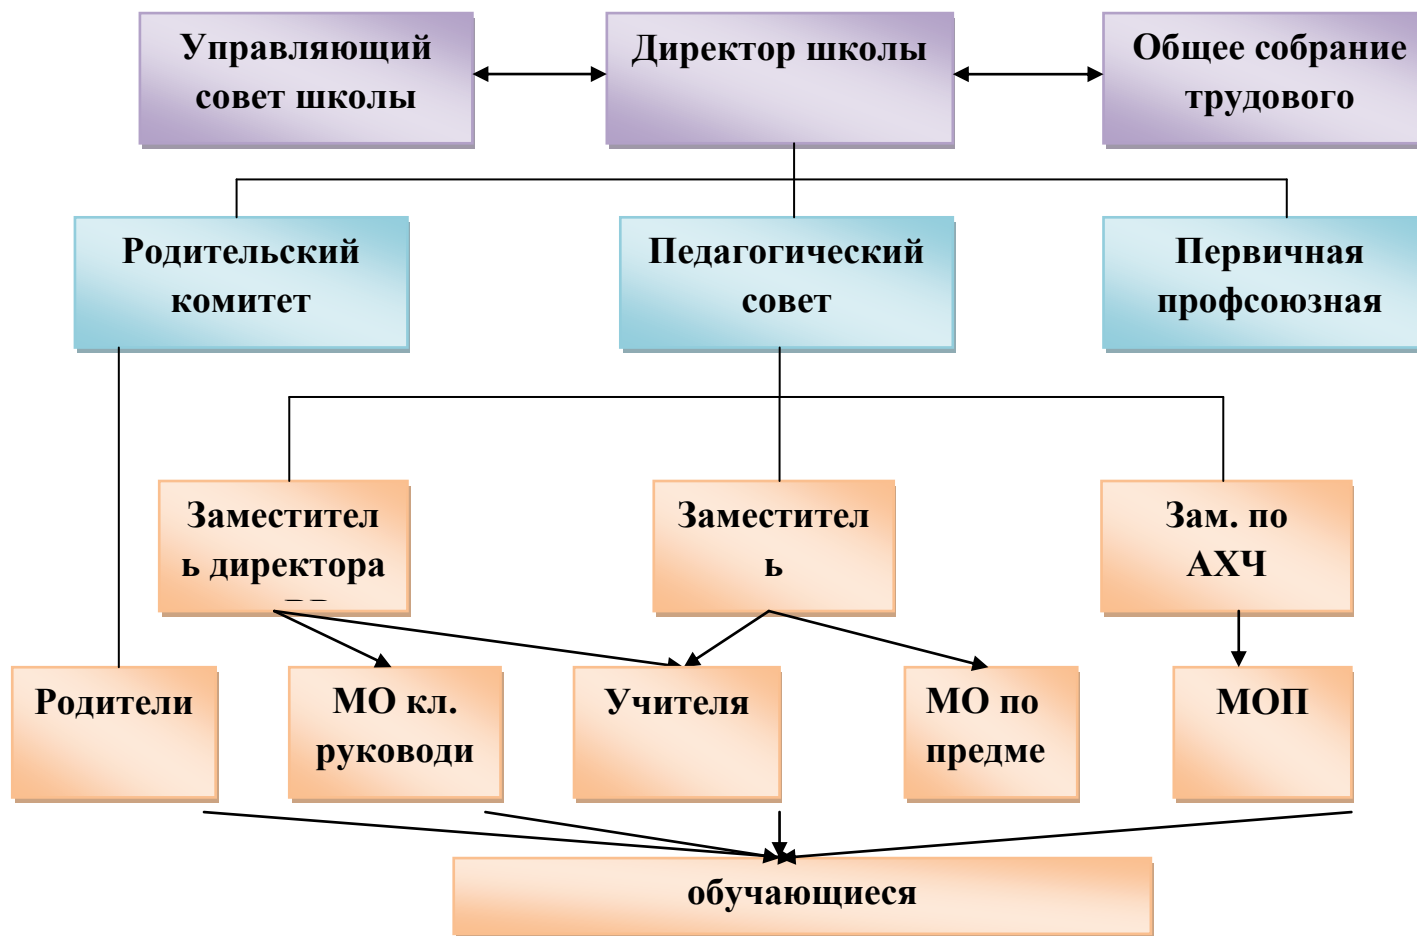 Управляющий
совет школы
Директор школы
Общее собрание
трудового
Родительский
комитет
Педагогический
совет
Первичная
профсоюзная
Заместител
ь директора
Заместител
ь
Зам. по
АХЧ
Родители
МО кл.
руководи
Учителя
МО по
предме
МОП
обучающиеся